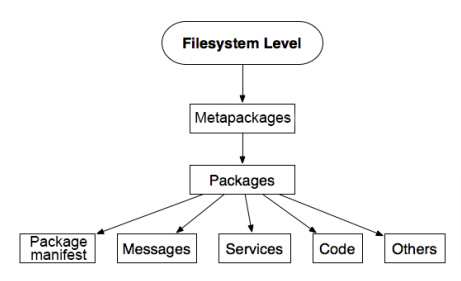 Filesystem Level
Metapackages
Packages
Package
manifest
Messages
Services
Code
Others